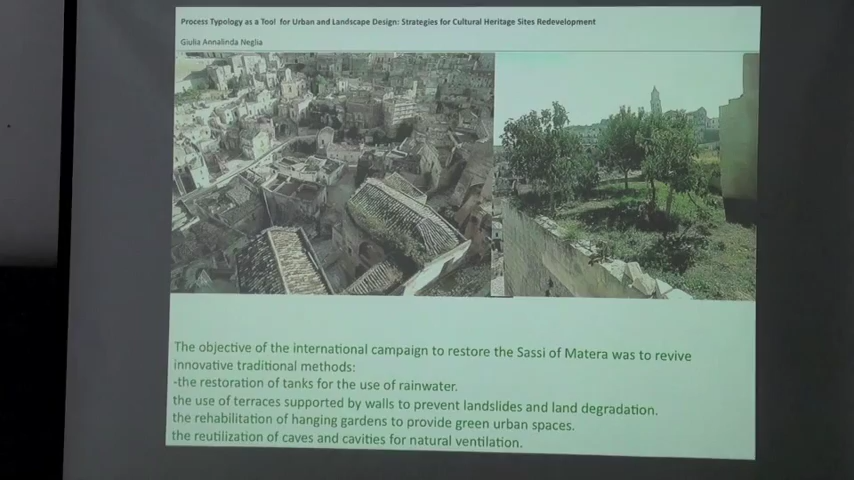 Process Typology as a Tool for Urban and Landscape Design: Strategies for Cultural Heritage Sites Redevelopment
Giulia Annalinda Neglia
The objective of the international campaign to restore the Sassi of Matera was to revive
innovative traditional methods:
-the restoration of tanks for the use of rainwater.
the use of terraces supported by walls to prevent landslides and land degradation.
the rehabilitation of hanging gardens to provide green urban spaces.
the reutilization of caves and cavities for natural ventilation.